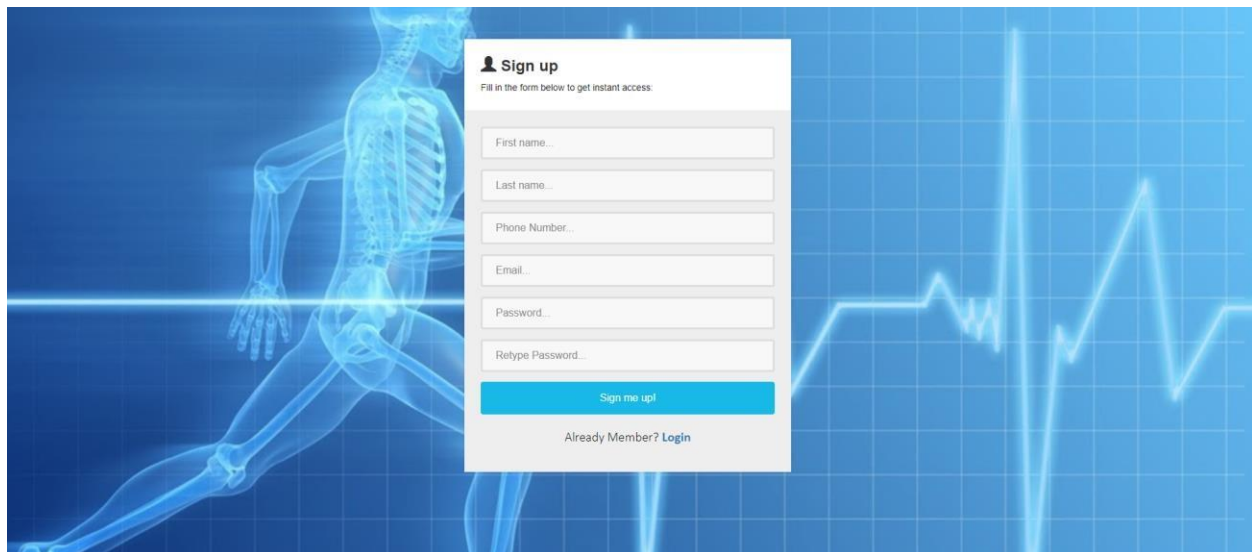 Sign up
Fill in the form below to get instant access:
First name...
Last name...
Phone Number...
Email...
Password...
Retype Password...
Sign me up!
Already Member? Login